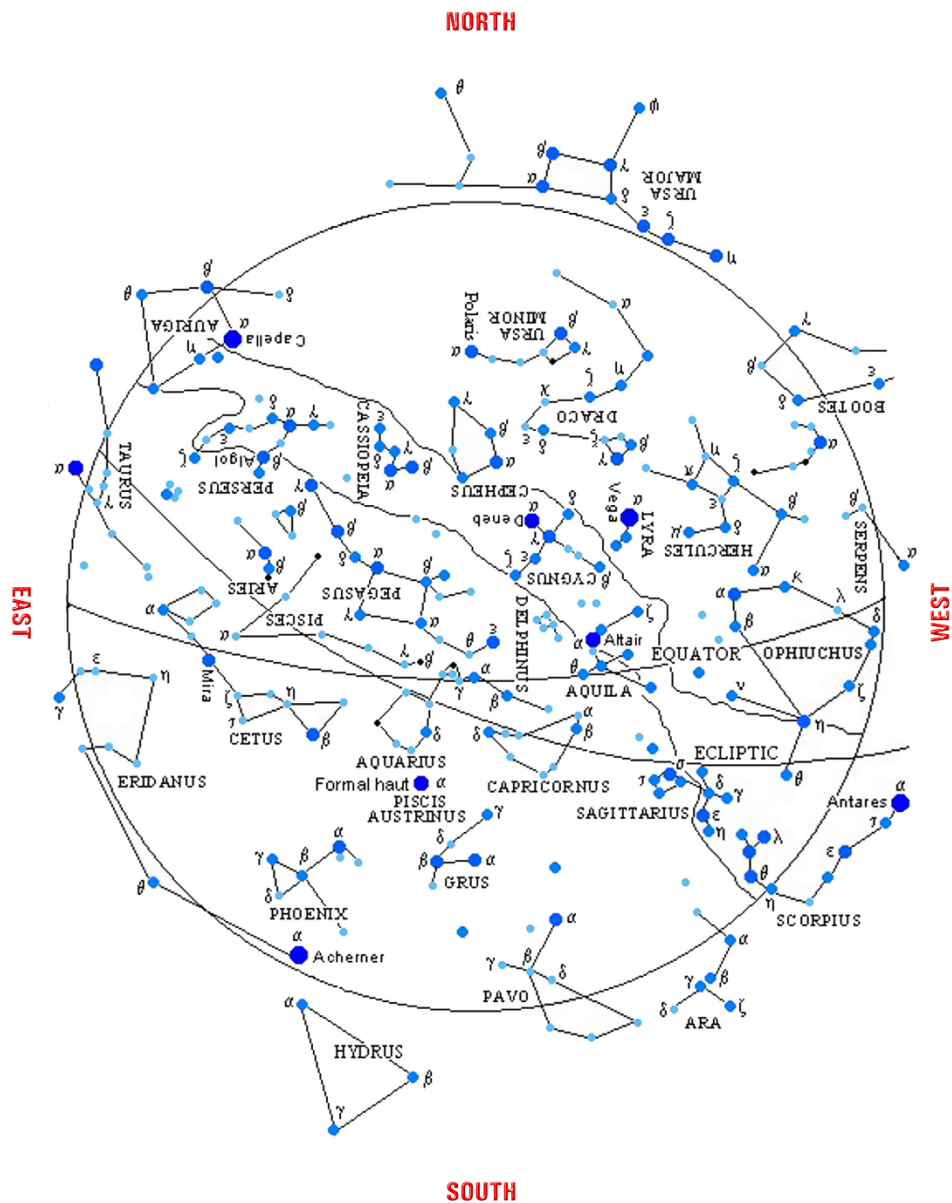 NORTH
θ
ψ
β
γ
α
δ
URSA
MAJOR
ε
ζ
η
θ
β
δ
AURIGA
α
Capella
η
Polaris
α
URSA
MINOR
β
γ
α
η
ζ
χ
DRACO
ε
δ
ζ
β
γ
γ
β
δ
ε
BOOTES
α
TAURUS
α
γ
δ
α
γ
ε
ζ
Algol
β
PERSEUS
CASSIOPEIA
ε
γ
δ
α
β
γ
β
α
CEPHEUS
η
π
ζ
ε
μ
δ
HERCULES
β
α
SERPENS
β
α
Vega
α
LYRA
Deneb
α
δ
γ
ε
ζ
β
CYGNUS
γ
β
δ
α
β
γ
α
PEGASUS
β
α
β
ARIES
PISCES
α
γ
β
θ
ε
DELPHINUS
ζ
α
Altair
θ
AQUILA
EQUATOR
α
κ
β
λ
δ
OPHIUCHUS
ζ
ν
η
θ
EAST
WEST
α
Mira
ζ
η
τ
β
CETUS
ε
η
γ
ERIDANUS
γ
α
δ
AQUARIUS
α
δ
β
CAPRICORNUS
ECLIPTIC
Formal haut
α
PISCIS
AUSTRINUS
σ
τ
δ
γ
ε
η
SAGITTARIUS
Antares
α
τ
ε
λ
θ
η
SCORPIUS
γ
δ
β
α
GRUS
α
γ
β
δ
PHOENIX
θ
α
Acherner
α
β
γ
δ
PAVO
α
β
γ
δ
ζ
ARA
α
HYDRUS
β
γ
SOUTH